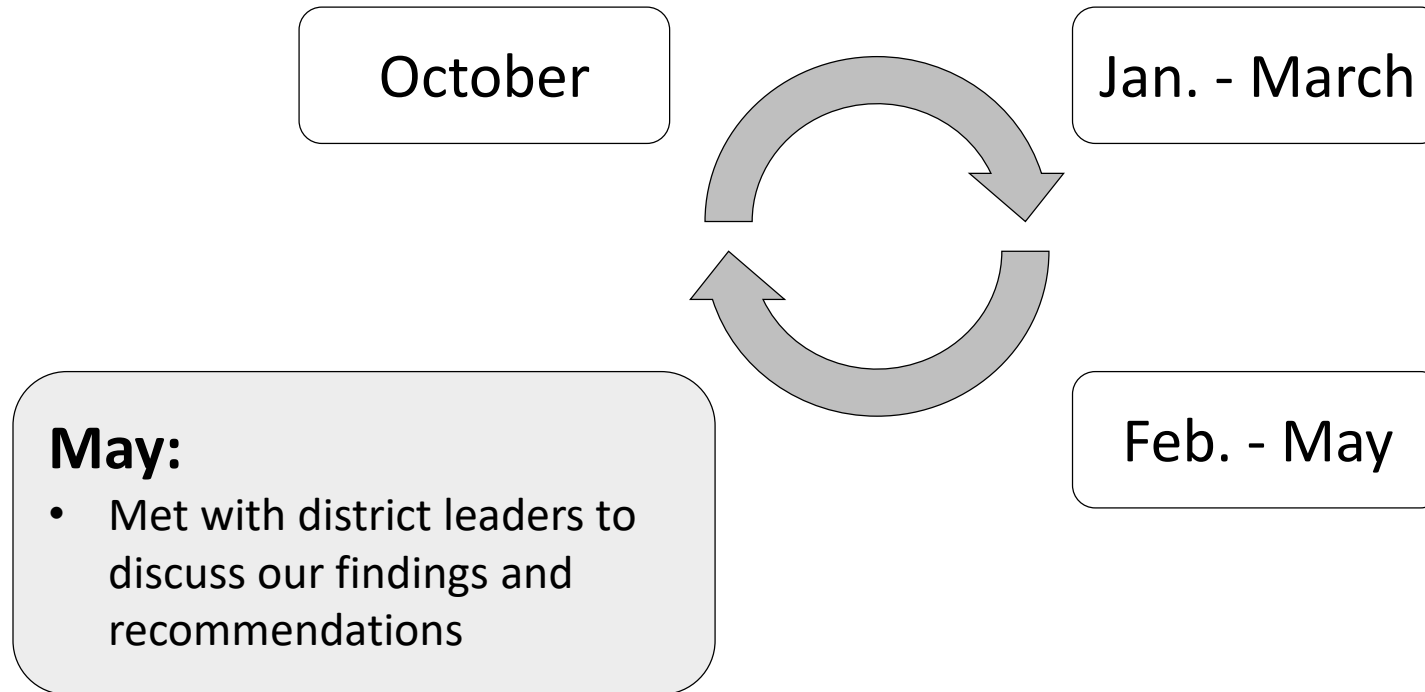 October
Jan. - March
Feb. - May
May:
• Met with district leaders to
discuss our findings and
recommendations